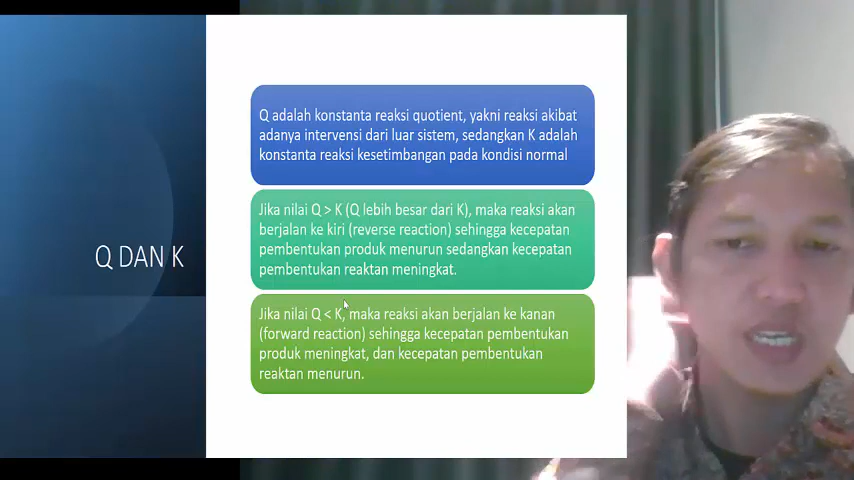 Q DAN K
Q adalah konstanta reaksi quotient, yakni reaksi akibat
adanya intervensi dari luar sistem, sedangkan K adalah
konstanta reaksi kesetimbangan pada kondisi normal
Jika nilai Q > K (Q lebih besar dari K), maka reaksi akan
berjalan ke kiri (reverse reaction) sehingga kecepatan
pembentukan produk menurun sedangkan kecepatan
pembentukan reaktan meningkat.
Jika nilai Q < K, maka reaksi akan berjalan ke kanan
(forward reaction) sehingga kecepatan pembentukan
produk meningkat, dan kecepatan pembentukan
reaktan menurun.